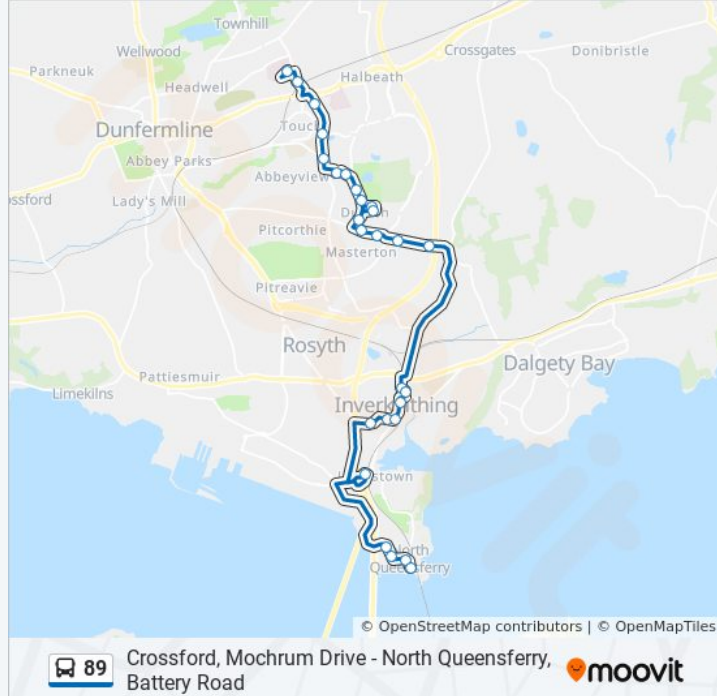 Townhill
Wellwood
Crossgates
Donibristle
Parkneuk
Halbeath
Headwell
Dunfermline
Touch
Abbey Parks
Abbeyview
ossford
Lady's Mill
Pitcorthie
Masterton
Pitreavie
Rosyth
Dalgety Bay
Pattiesmuir
Limekilns
stown
North
Queensferry
© OpenStreetMap contributors | © OpenMapTiles
89
Crossford, Mochrum Drive - North Queensferry,
Battery Road
moovit